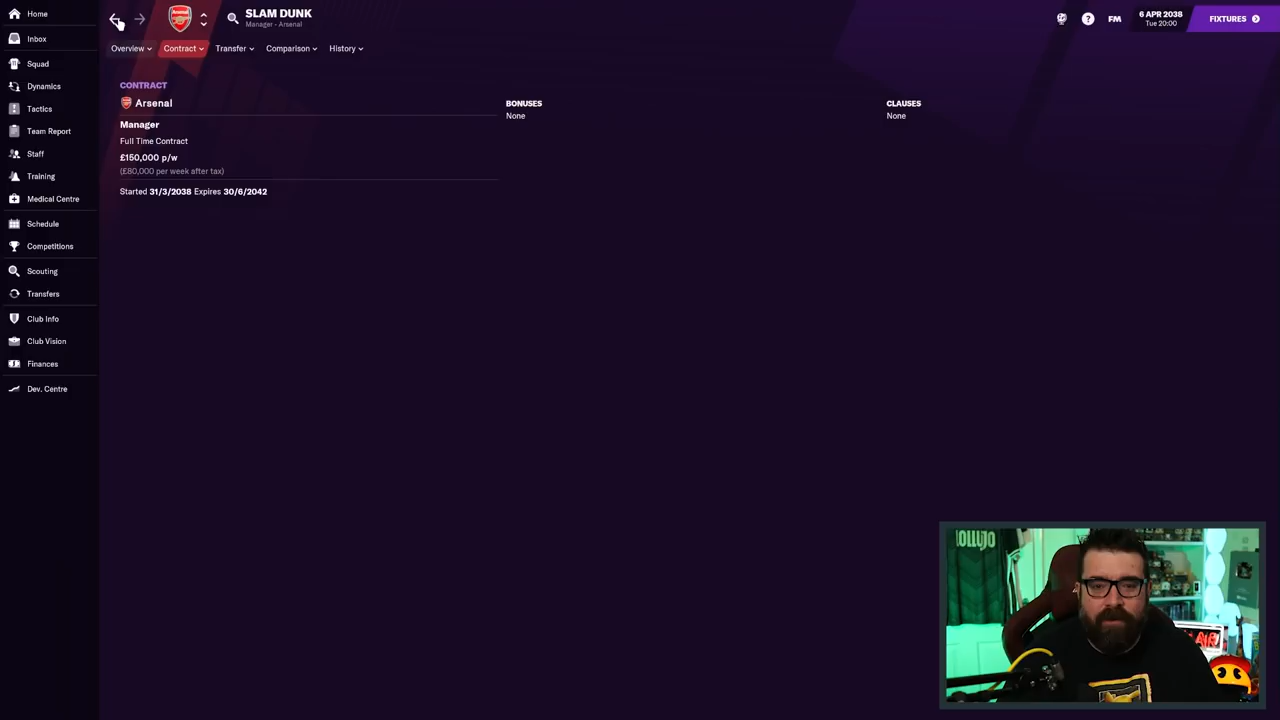 Home
Inbox
Squad
Dynamics
Tactics
Team Report
Staff
Training
Medical Centre
Schedule
Competitions
Scouting
Transfers
Club Info
Club Vision
Finances
Dev. Centre
SLAM DUNK
Manager - Arsenal
FM
6 APR 2038
Tue 20:00
FIXTURES
Overview
Contract
Transfer
Comparison
History
CONTRACT
Arsenal
Manager
Full Time Contract
£150,000 p/w
(£80,000 per week after tax)
Started 31/3/2038 Expires 30/6/2042
BONUSES
None
CLAUSES
None